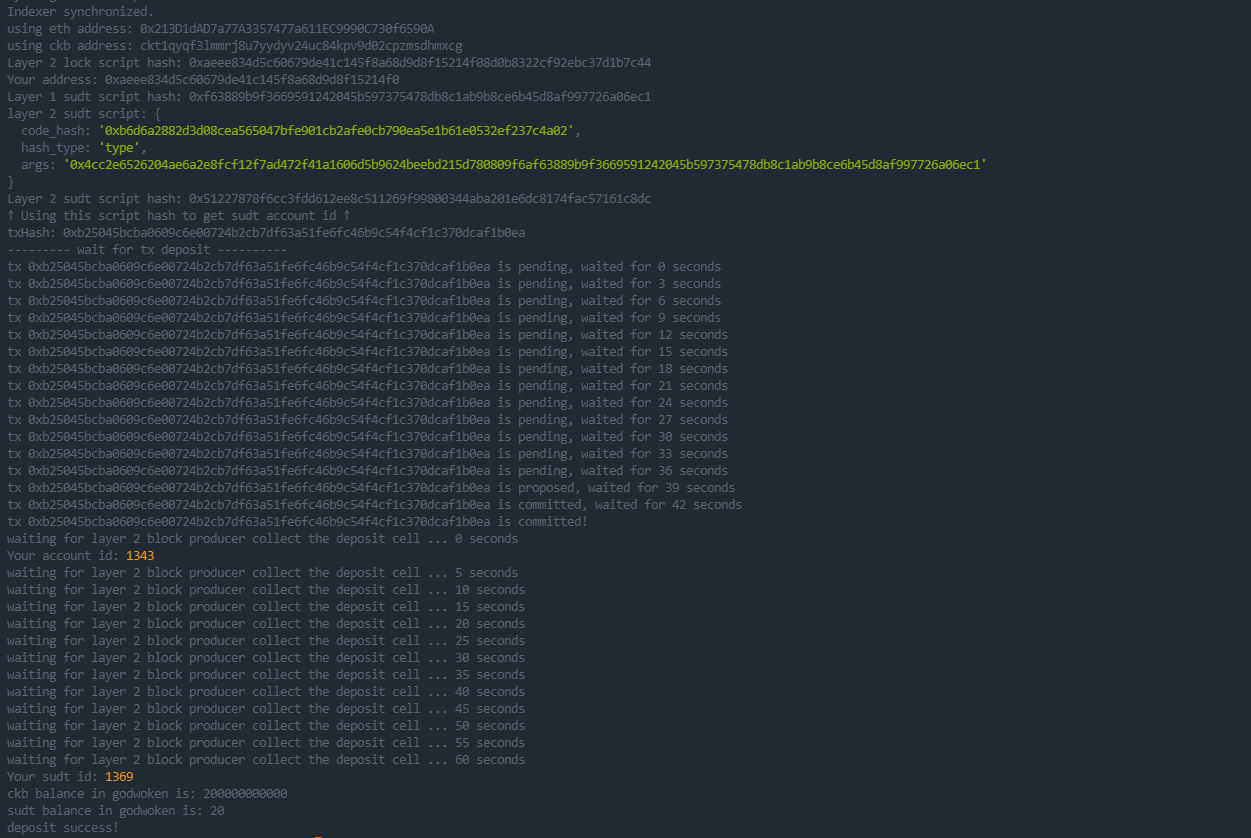 Indexer synchronized.
using eth address: 0x213D1dAD7a77A3357477a611EC9990C730f6590A
using ckb address: ckt1qyqf3lmmrj8u7yydyv24uc84kpv9d02cpzmsdhmxcg
Layer 2 lock script hash: 0xaeee834d5c60679de41c145f8a68d9d8f15214f08d0b8322cf92ebc37d1b7c44
Your address: 0xaeee834d5c60679de41c145f8a68d9d8f15214f0
Layer 1 sudt script hash: 0xf63889b9f3669591242045b597375478db8c1ab9b8ce6b45d8af997726a06ec1
layer 2 sudt script: {
  code_hash: '0xb6d6a2882d3d08cea565047bfe901cb2afe0cb790ea5e1b61e0532ef237c4a02',
  hash_type: 'type',
  args: '0x4cc2e6526204ae6a2e8fcf12f7ad472f41a1606d5b9624beebd215d780809f6af63889b9f3669591242045b597375478db8c1ab9b8ce6b45d8af997726a06ec1'
}
Layer 2 sudt script hash: 0x51227878f6cc3fdd612ee8c511269f99800344aba201e6dc8174fac57161c8dc
↑ Using this script hash to get sudt account id ↑
txHash: 0xb25045bcba0609c6e00724b2cb7df63a51fe6fc46b9c54f4cf1c370dcaf1b0ea
--------- wait for tx deposit ----------
tx 0xb25045bcba0609c6e00724b2cb7df63a51fe6fc46b9c54f4cf1c370dcaf1b0ea is pending, waited for 0 seconds
tx 0xb25045bcba0609c6e00724b2cb7df63a51fe6fc46b9c54f4cf1c370dcaf1b0ea is pending, waited for 3 seconds
tx 0xb25045bcba0609c6e00724b2cb7df63a51fe6fc46b9c54f4cf1c370dcaf1b0ea is pending, waited for 6 seconds
tx 0xb25045bcba0609c6e00724b2cb7df63a51fe6fc46b9c54f4cf1c370dcaf1b0ea is pending, waited for 9 seconds
tx 0xb25045bcba0609c6e00724b2cb7df63a51fe6fc46b9c54f4cf1c370dcaf1b0ea is pending, waited for 12 seconds
tx 0xb25045bcba0609c6e00724b2cb7df63a51fe6fc46b9c54f4cf1c370dcaf1b0ea is pending, waited for 15 seconds
tx 0xb25045bcba0609c6e00724b2cb7df63a51fe6fc46b9c54f4cf1c370dcaf1b0ea is pending, waited for 18 seconds
tx 0xb25045bcba0609c6e00724b2cb7df63a51fe6fc46b9c54f4cf1c370dcaf1b0ea is pending, waited for 21 seconds
tx 0xb25045bcba0609c6e00724b2cb7df63a51fe6fc46b9c54f4cf1c370dcaf1b0ea is pending, waited for 24 seconds
tx 0xb25045bcba0609c6e00724b2cb7df63a51fe6fc46b9c54f4cf1c370dcaf1b0ea is pending, waited for 27 seconds
tx 0xb25045bcba0609c6e00724b2cb7df63a51fe6fc46b9c54f4cf1c370dcaf1b0ea is pending, waited for 30 seconds
tx 0xb25045bcba0609c6e00724b2cb7df63a51fe6fc46b9c54f4cf1c370dcaf1b0ea is pending, waited for 33 seconds
tx 0xb25045bcba0609c6e00724b2cb7df63a51fe6fc46b9c54f4cf1c370dcaf1b0ea is pending, waited for 36 seconds
tx 0xb25045bcba0609c6e00724b2cb7df63a51fe6fc46b9c54f4cf1c370dcaf1b0ea is proposed, waited for 39 seconds
tx 0xb25045bcba0609c6e00724b2cb7df63a51fe6fc46b9c54f4cf1c370dcaf1b0ea is committed, waited for 42 seconds
tx 0xb25045bcba0609c6e00724b2cb7df63a51fe6fc46b9c54f4cf1c370dcaf1b0ea is committed!
waiting for layer 2 block producer collect the deposit cell ... 0 seconds
Your account id: 1343
waiting for layer 2 block producer collect the deposit cell ... 5 seconds
waiting for layer 2 block producer collect the deposit cell ... 10 seconds
waiting for layer 2 block producer collect the deposit cell ... 15 seconds
waiting for layer 2 block producer collect the deposit cell ... 20 seconds
waiting for layer 2 block producer collect the deposit cell ... 25 seconds
waiting for layer 2 block producer collect the deposit cell ... 30 seconds
waiting for layer 2 block producer collect the deposit cell ... 35 seconds
waiting for layer 2 block producer collect the deposit cell ... 40 seconds
waiting for layer 2 block producer collect the deposit cell ... 45 seconds
waiting for layer 2 block producer collect the deposit cell ... 50 seconds
waiting for layer 2 block producer collect the deposit cell ... 55 seconds
waiting for layer 2 block producer collect the deposit cell ... 60 seconds
Your sudt id: 1369
ckb balance in godwoken is: 200000000000
sudt balance in godwoken is: 20
deposit success!